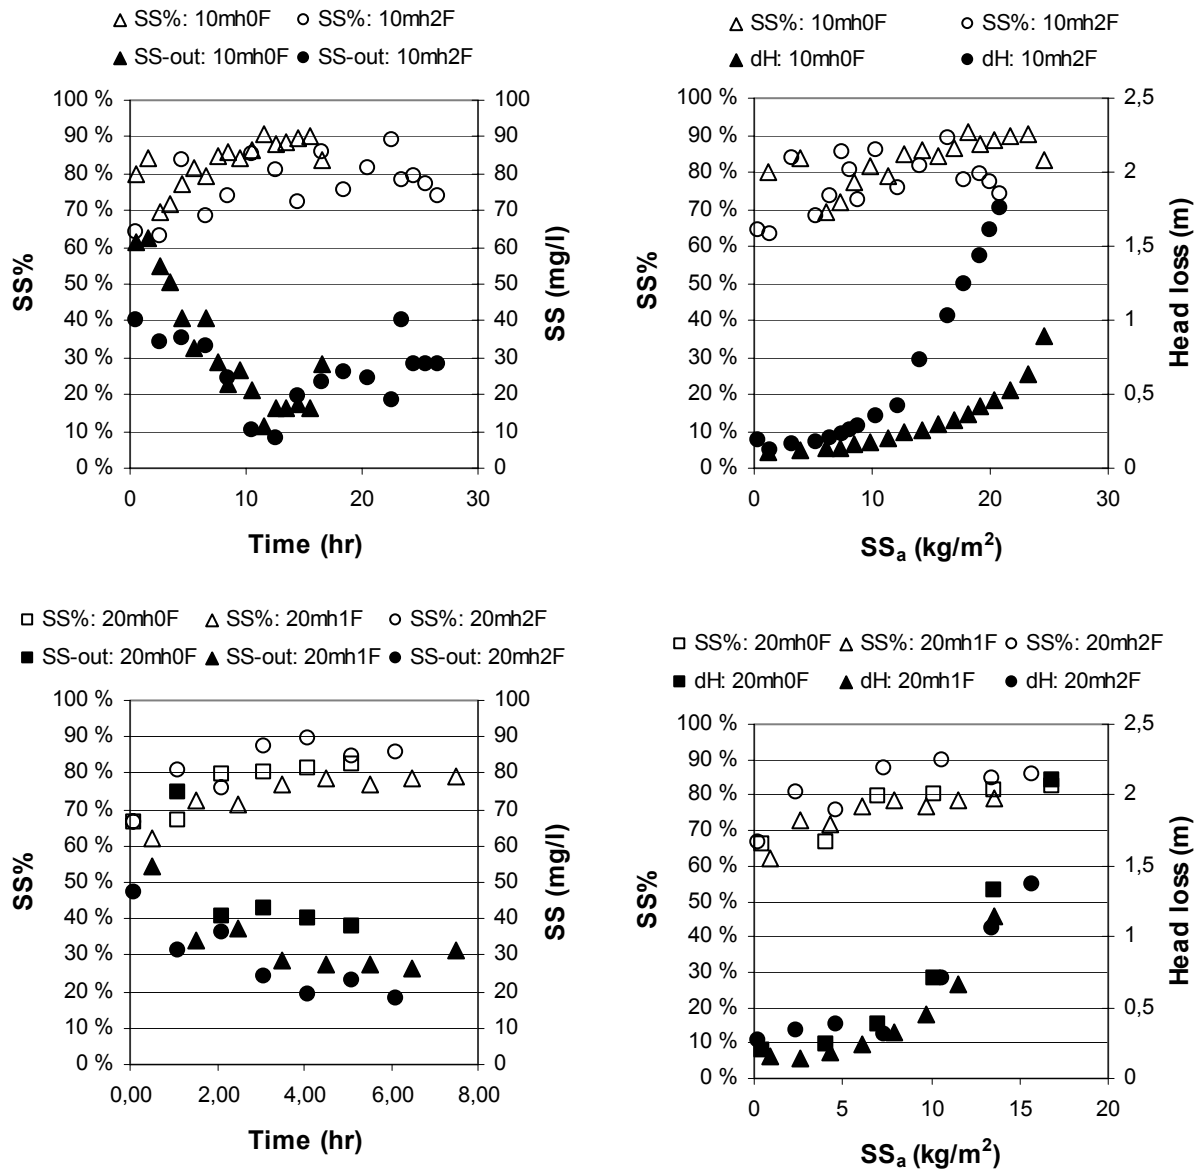 SS%: 10mh0F SS%: 10mh2F
SS-out: 10mh0F SS-out: 10mh2F
100 % 100
90 % 90
80 % 80
70 % 70
60 % 60
50 % 50
40 % 40
30 % 30
20 % 20
10 % 10
0 % 0
0 10 20 30
SS%
SS (mg/l)
Time (hr)
SS%: 10mh0F SS%: 10mh2F
dH: 10mh0F dH: 10mh2F
100 % 2,5
90 %
80 % 2
70 %
60 % 1,5
50 %
40 % 1
30 %
20 % 0,5
10 %
0 % 0
0 10 20 30
SS%
Head loss (m)
SSₐ (kg/m²)
SS%: 20mh0F SS%: 20mh1F SS%: 20mh2F
SS-out: 20mh0F SS-out: 20mh1F SS-out: 20mh2F
100 % 100
90 % 90
80 % 80
70 % 70
60 % 60
50 % 50
40 % 40
30 % 30
20 % 20
10 % 10
0 % 0
0,00 2,00 4,00 6,00 8,00
SS%
SS (mg/l)
Time (hr)
SS%: 20mh0F SS%: 20mh1F SS%: 20mh2F
dH: 20mh0F dH: 20mh1F dH: 20mh2F
100 % 2,5
90 %
80 % 2
70 %
60 % 1,5
50 %
40 % 1
30 %
20 % 0,5
10 %
0 % 0
0 5 10 15 20
SS%
Head loss (m)
SSₐ (kg/m²)